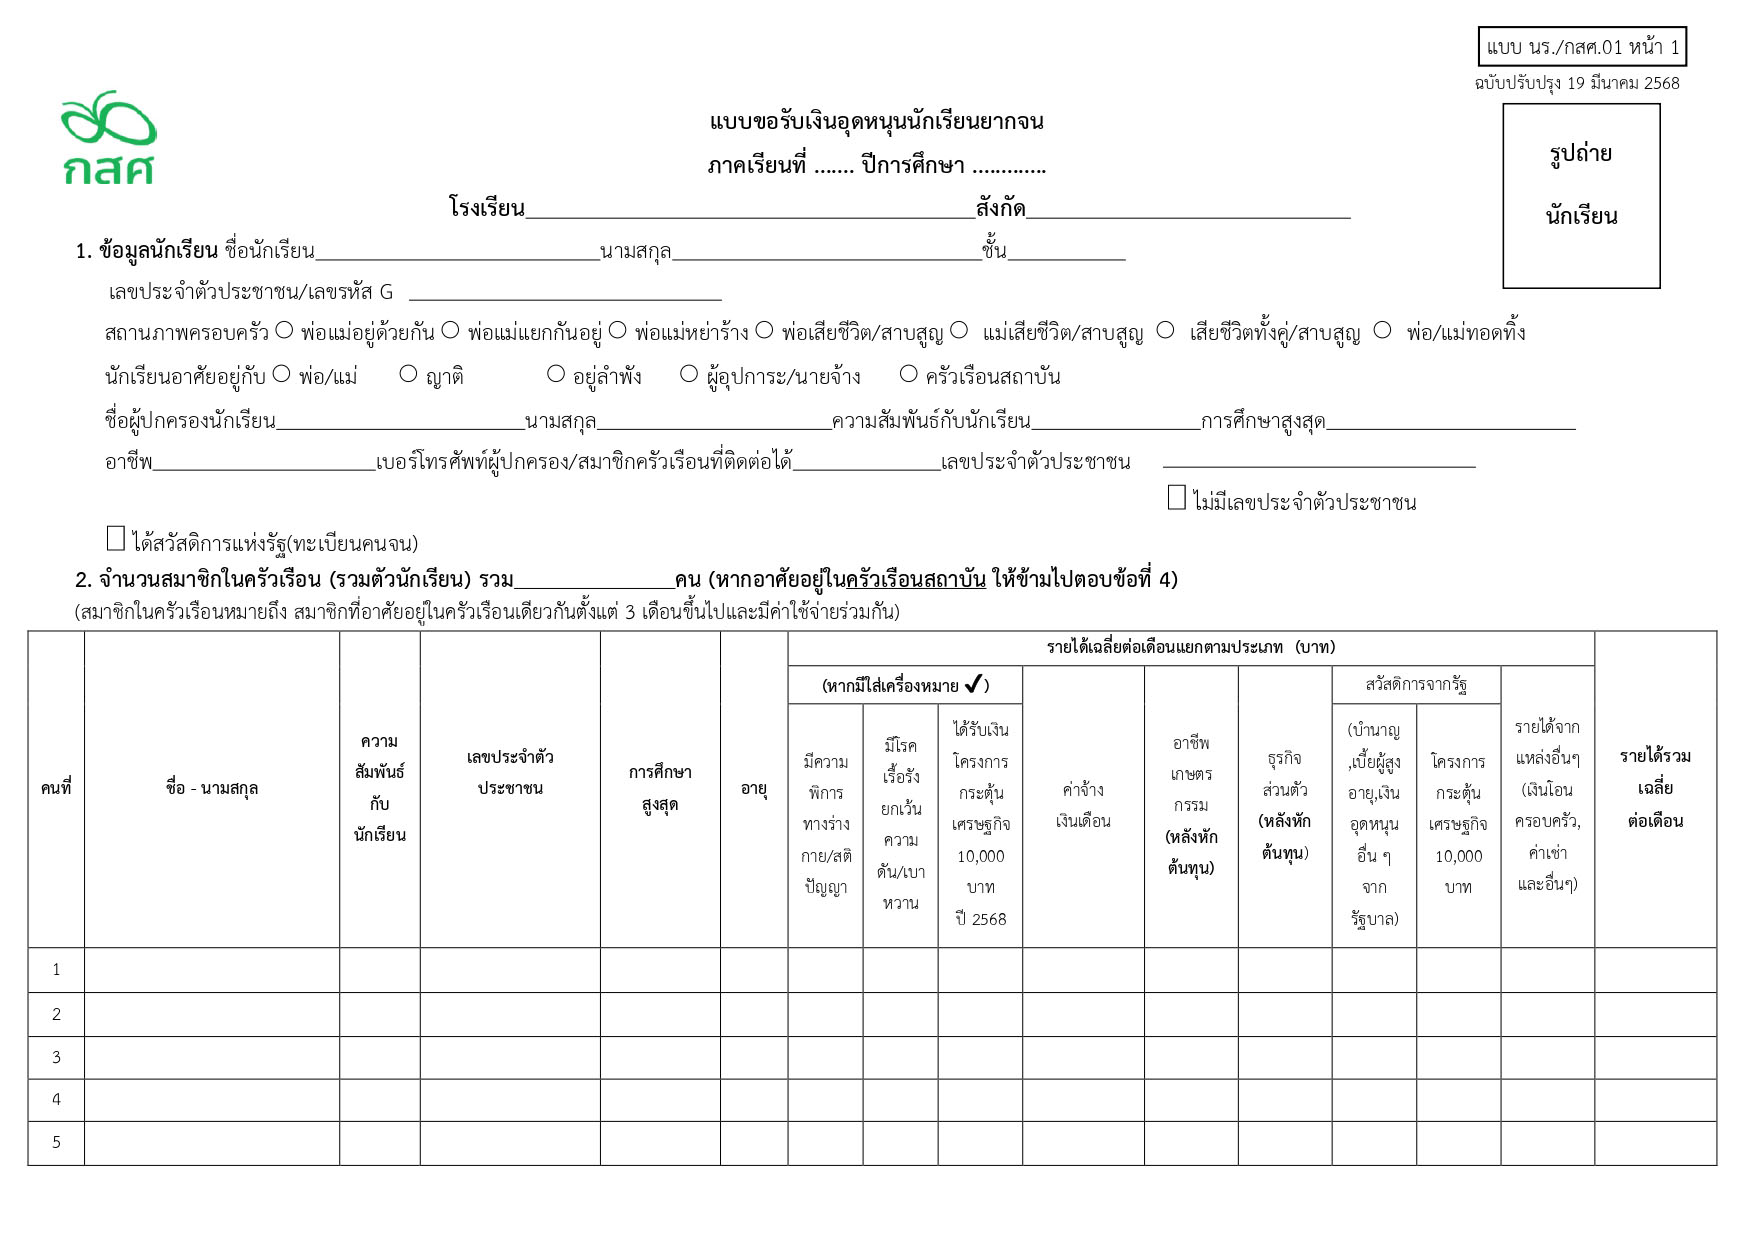 แบบ นร./กสศ.01 หน้า 1
ฉบับปรับปรุง 19 มีนาคม 2568
กสศ
แบบขอรับเงินอุดหนุนนักเรียนยากจน
ภาคเรียนที่ ....... ปีการศึกษา .............
รูปถ่าย
นักเรียน
โรงเรียน____________________สังกัด____________________
1. ข้อมูลนักเรียน ชื่อนักเรียน____________________นามสกุล____________________ชั้น__________
เลขประจำตัวประชาชน/เลขรหัส G ____________________
สถานภาพครอบครัว ○ พ่อแม่อยู่ด้วยกัน ○ พ่อแม่แยกกันอยู่ ○ พ่อแม่หย่าร้าง ○ พ่อเสียชีวิต/สาบสูญ ○ แม่เสียชีวิต/สาบสูญ ○ เสียชีวิตทั้งคู่/สาบสูญ ○ พ่อ/แม่ทอดทิ้ง
นักเรียนอาศัยอยู่กับ ○ พ่อ/แม่ ○ ญาติ ○ อยู่ลำพัง ○ ผู้อุปการะ/นายจ้าง ○ ครัวเรือนสถาบัน
ชื่อผู้ปกครองนักเรียน____________________นามสกุล____________________ความสัมพันธ์กับนักเรียน_______________การศึกษาสูงสุด____________________
อาชีพ____________________เบอร์โทรศัพท์ผู้ปกครอง/สมาชิกครัวเรือนที่ติดต่อได้_____________เลขประจำตัวประชาชน ____________________
☐ ไม่มีเลขประจำตัวประชาชน
☐ ได้สวัสดิการแห่งรัฐ(ทะเบียนคนจน)
2. จำนวนสมาชิกในครัวเรือน (รวมตัวนักเรียน) รวม______________คน (หากอาศัยอยู่ในครัวเรือนสถาบัน ให้ข้ามไปตอบข้อที่ 4)
(สมาชิกในครัวเรือนหมายถึง สมาชิกที่อาศัยอยู่ในครัวเรือนเดียวกันตั้งแต่ 3 เดือนขึ้นไปและมีค่าใช้จ่ายร่วมกัน)
คนที่
ชื่อ - นามสกุล
ความ
สัมพันธ์
กับ
นักเรียน
เลขประจำตัว
ประชาชน
การศึกษา
สูงสุด
อายุ
รายได้เฉลี่ยต่อเดือนแยกตามประเภท (บาท)
(หากมีใส่เครื่องหมาย ✔)
มีความ
พิการ
ทางร่าง
กาย/สติ
ปัญญา
มีโรค
เรื้อรัง
ยกเว้น
ความ
ดัน/เบา
หวาน
ได้รับเงิน
โครงการ
กระตุ้น
เศรษฐกิจ
10,000
บาท
ปี 2568
ค่าจ้าง
เงินเดือน
อาชีพ
เกษตร
กรรม
(หลังหัก
ต้นทุน)
ธุรกิจ
ส่วนตัว
(หลังหัก
ต้นทุน)
สวัสดิการจากรัฐ
(บำนาญ
,เบี้ยผู้สูง
อายุ,เงิน
อุดหนุน
อื่น ๆ
จาก
รัฐบาล)
โครงการ
กระตุ้น
เศรษฐกิจ
10,000
บาท
รายได้จาก
แหล่งอื่นๆ
(เงินโอน
ครอบครัว,
ค่าเช่า
และอื่นๆ)
รายได้รวม
เฉลี่ย
ต่อเดือน
1
2
3
4
5